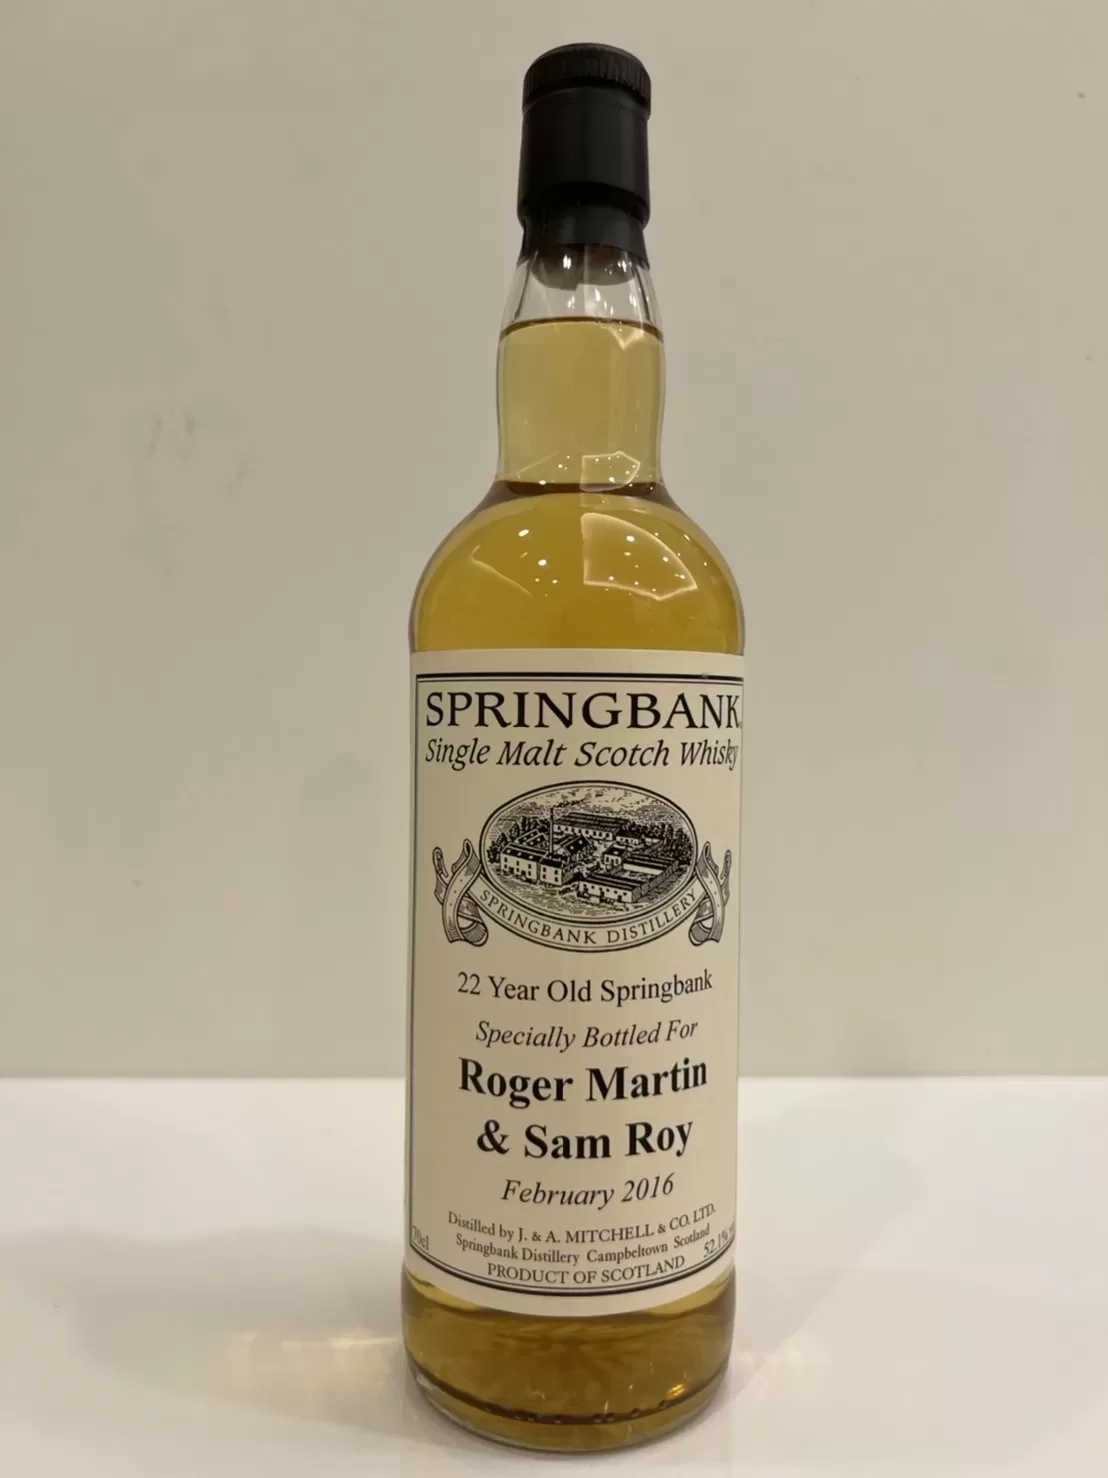 SPRINGBANK
Single Malt Scotch Whisky
SPRINGBANK DISTILLERY
22 Year Old Springbank
Specially Bottled For
Roger Martin
& Sam Roy
February 2016
Distilled by J. & A. MITCHELL & CO. LTD.
Springbank Distillery Campbeltown Scotland
70cl 52.1%
PRODUCT OF SCOTLAND